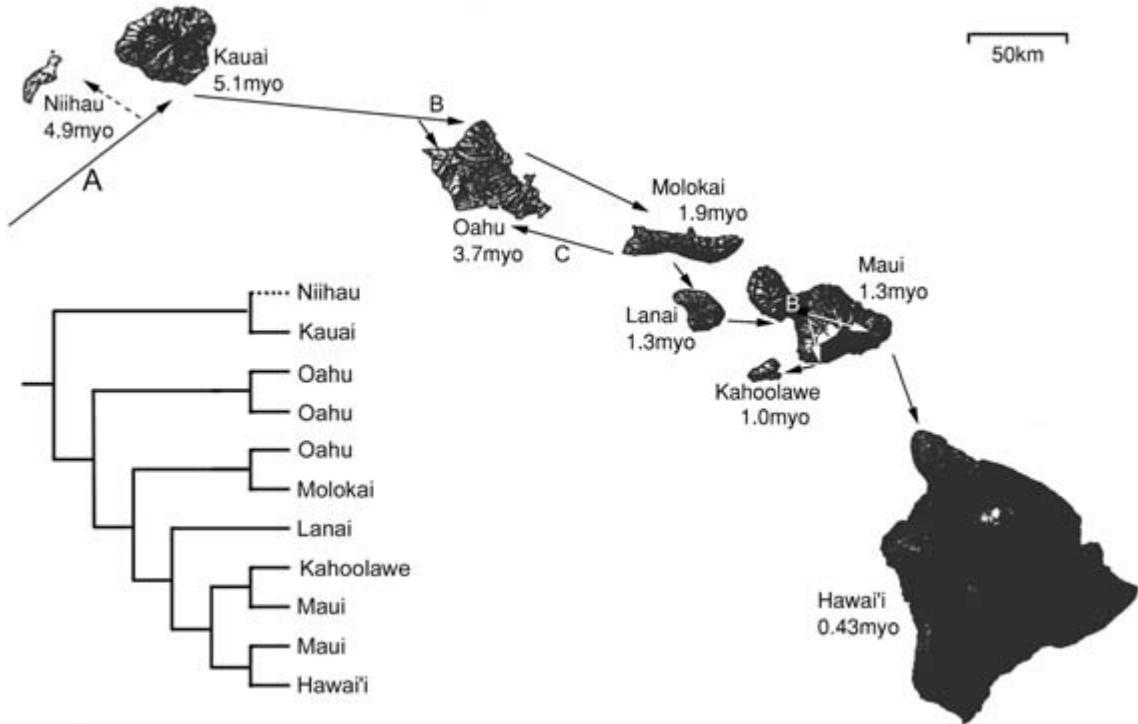 Kauai
5.1myo
50km
Niihau
4.9myo
A
B
Molokai
1.9myo
Oahu
3.7myo
C
Maui
1.3myo
B
Lanai
1.3myo
Kahoolawe
1.0myo
Hawai'i
0.43myo
Niihau
Kauai
Oahu
Oahu
Oahu
Molokai
Lanai
Kahoolawe
Maui
Maui
Hawai'i